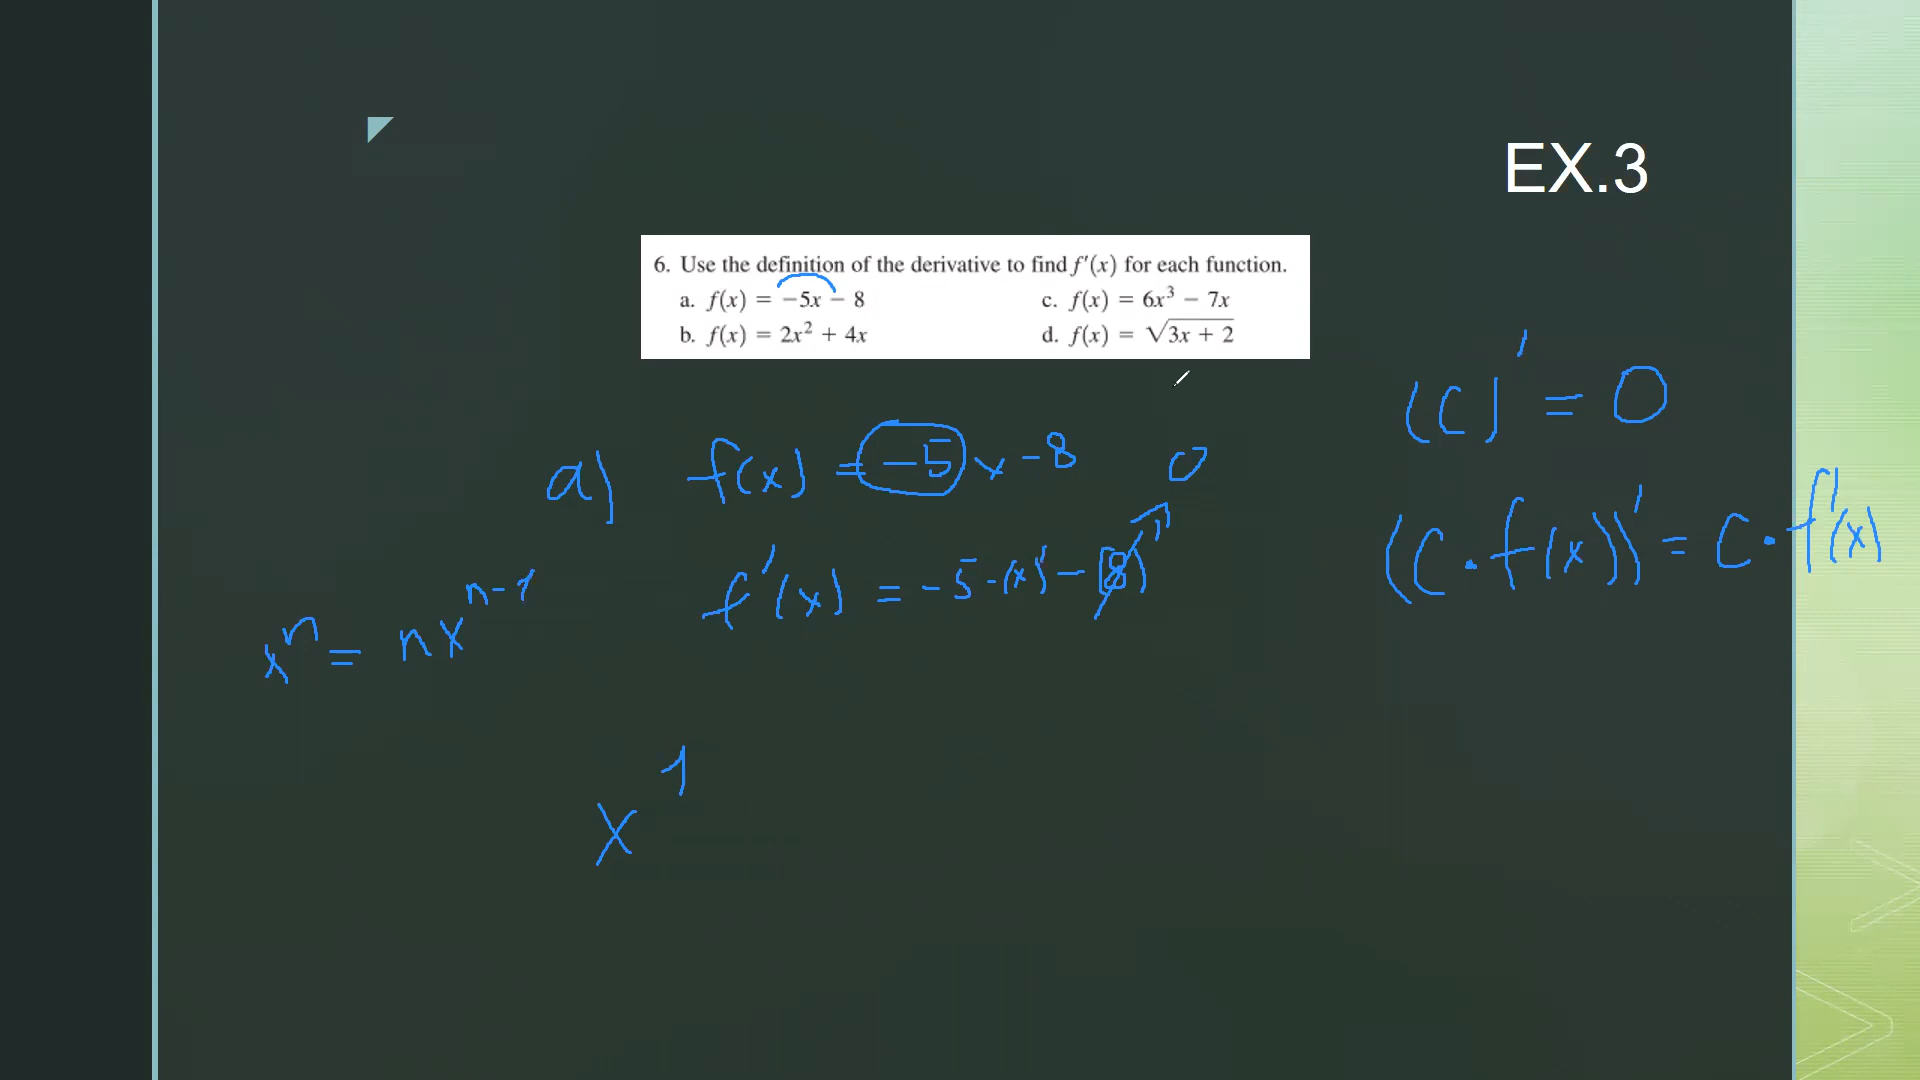 EX.3
6. Use the definition of the derivative to find f'(x) for each function.
a. f(x) = −5x − 8
c. f(x) = 6x³ − 7x
b. f(x) = 2x² + 4x
d. f(x) = √(3x + 2)
(c)' = 0
a) f(x) = −5x −8
0
(c·f(x))' = c·f'(x)
f'(x) = −5·(x)' − (8)'
xⁿ = nxⁿ⁻¹
x¹